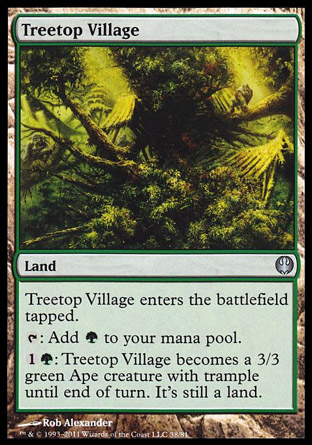 Treetop Village
Land
Treetop Village enters the battlefield
tapped.
: Add to your mana pool.
1 : Treetop Village becomes a 3/3
green Ape creature with trample
until end of turn. It's still a land.
Rob Alexander
™ & © 1993–2011 Wizards of the Coast LLC 38/81